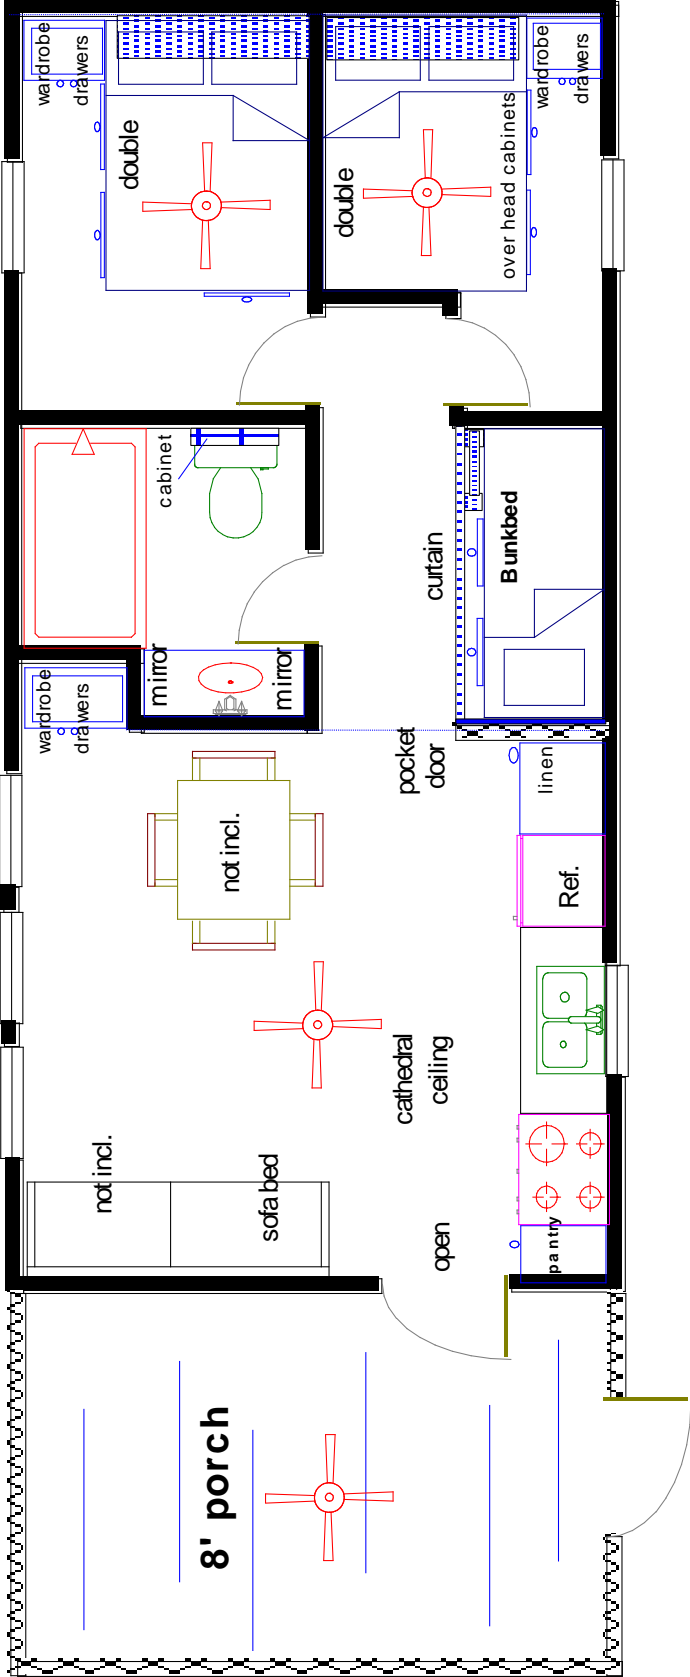 wardrobe
drawers
double
double
over head cabinets
wardrobe
drawers
cabinet
mirror
mirror
curtain
Bunkbed
wardrobe
drawers
pocket
door
linen
not incl.
Ref.
cathedral
ceiling
not incl.
sofa bed
open
pantry
8' porch